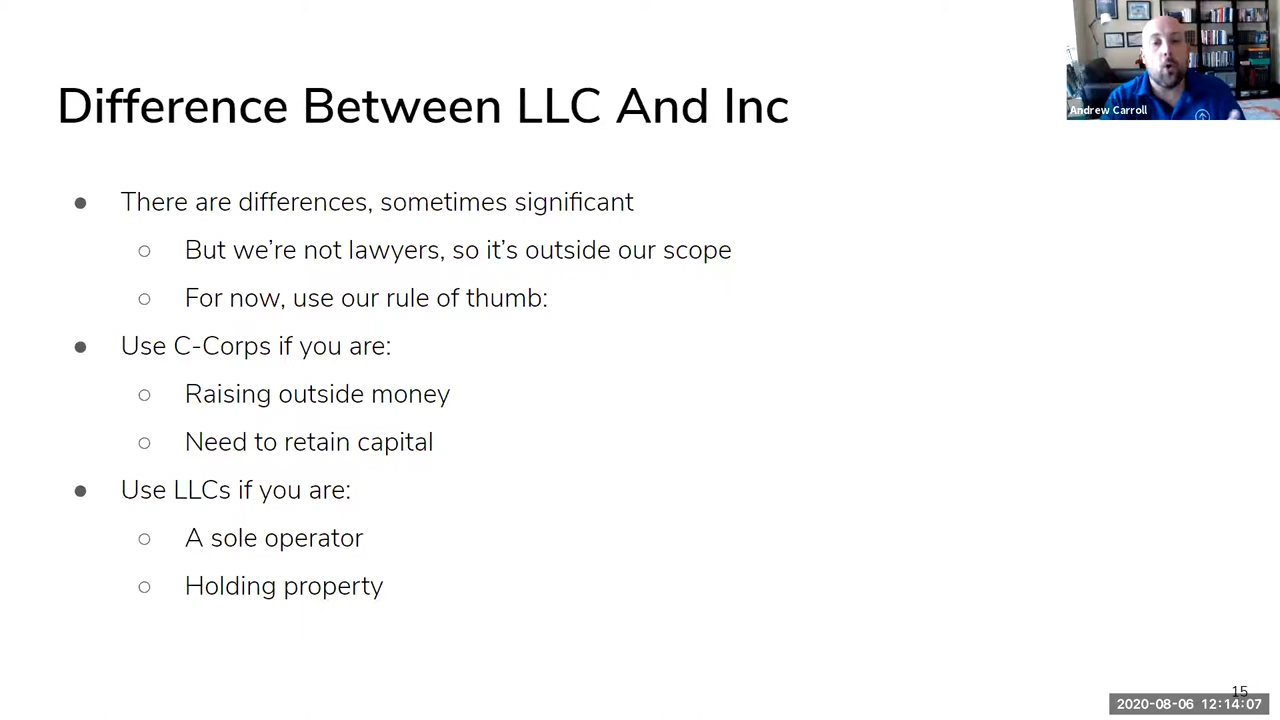 Difference Between LLC And Inc
Andrew Carroll
● There are differences, sometimes significant
○ But we’re not lawyers, so it’s outside our scope
○ For now, use our rule of thumb:
● Use C-Corps if you are:
○ Raising outside money
○ Need to retain capital
● Use LLCs if you are:
○ A sole operator
○ Holding property
15
2020-08-06 12:14:07